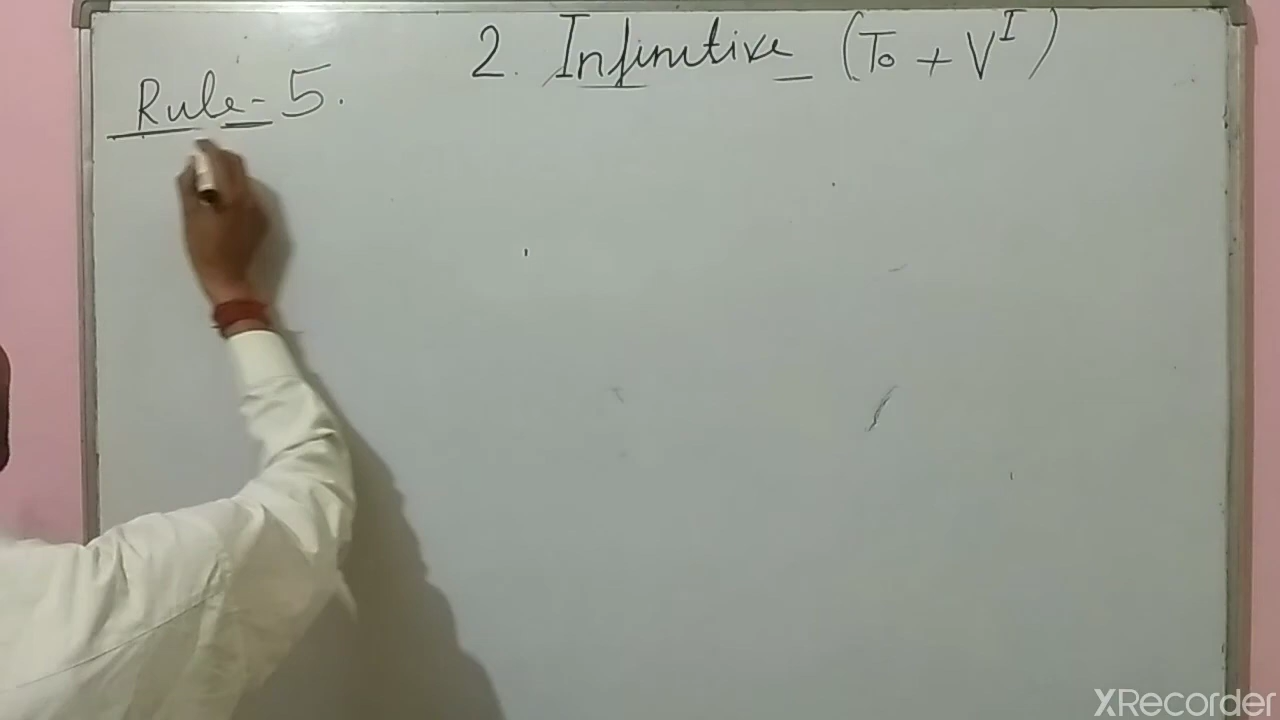 2. Infinitive (To + V^I)
Rule- 5.
XRecorder